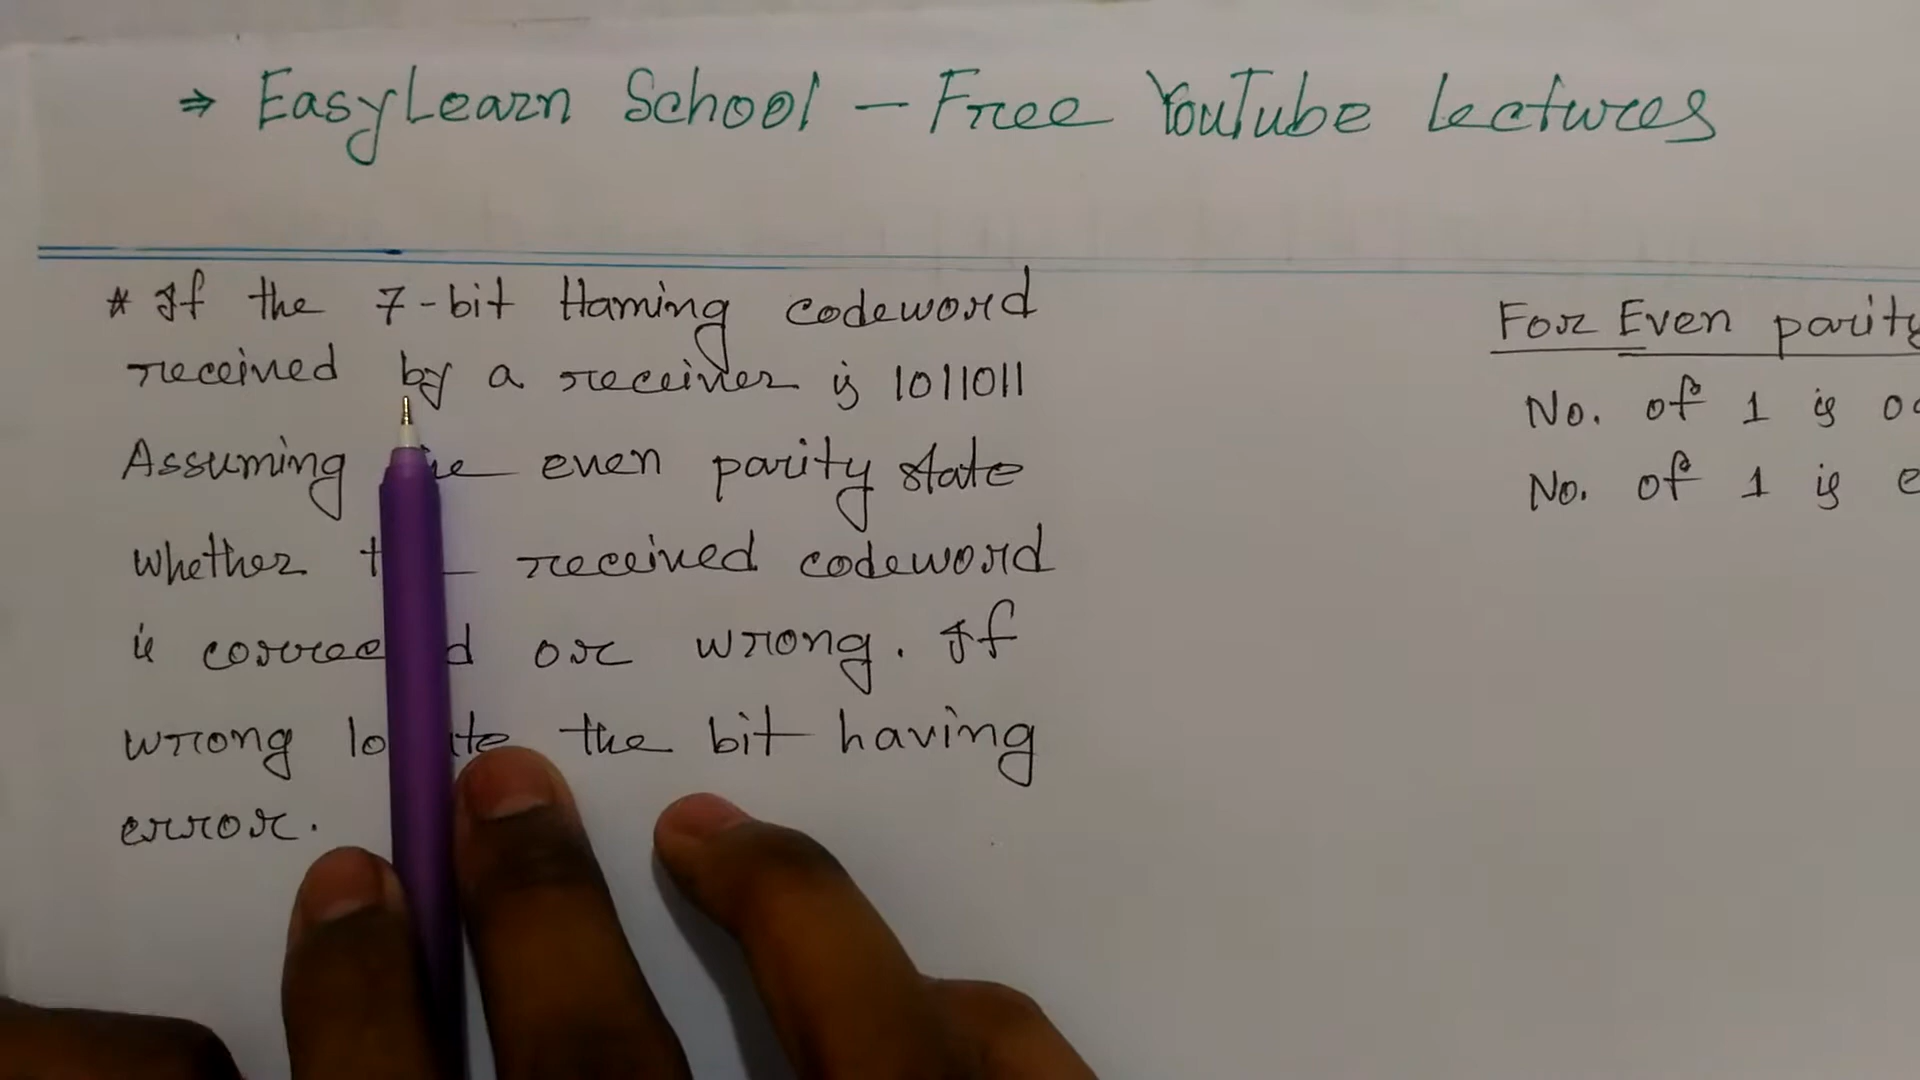 ⇒ EasyLearn School – Free YouTube Lectures
* If the 7-bit Haming codeword
received by a receiver is 1011011
Assuming even parity state
whether received codeword
is or wrong. If
wrong the bit having
error.
For Even parity
No. of 1 is
No. of 1 is